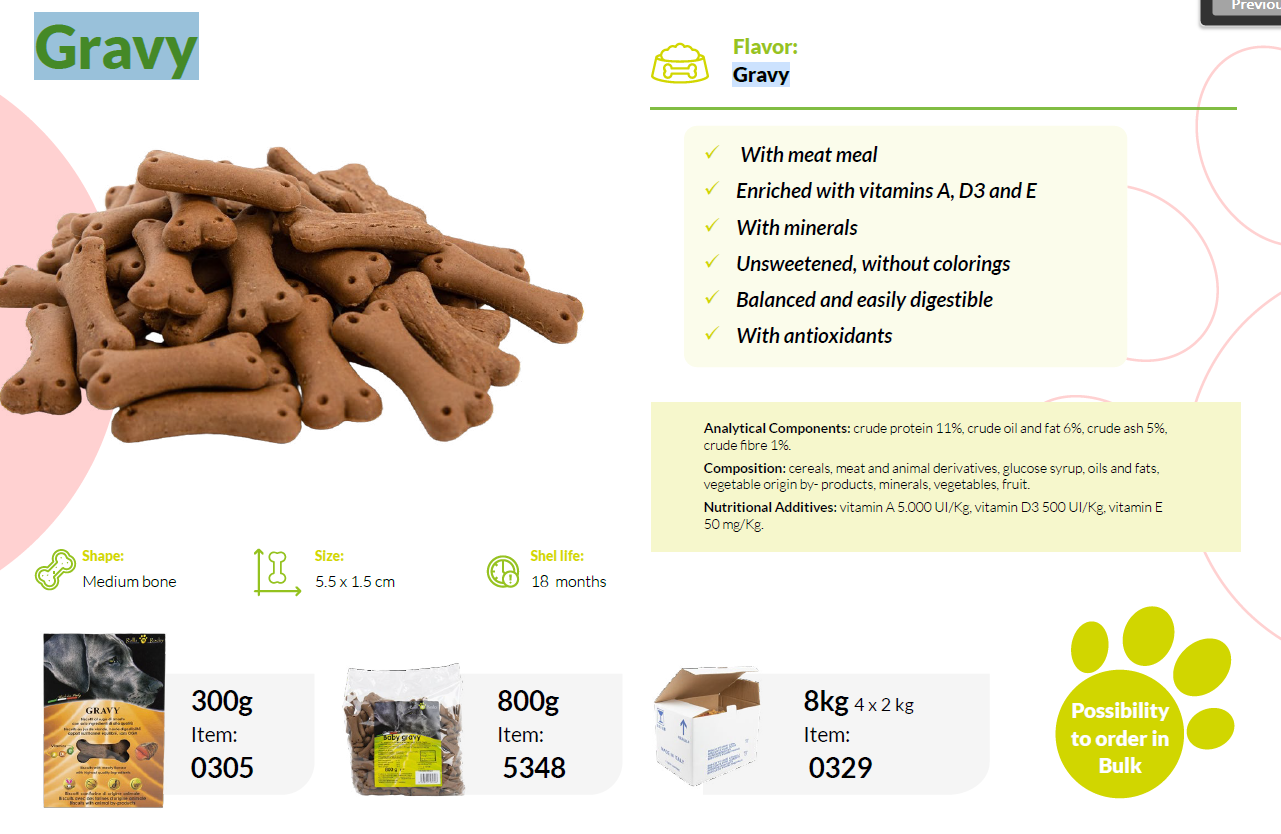 Previou
Gravy
Flavor:
Gravy
With meat meal
Enriched with vitamins A, D3 and E
With minerals
Unsweetened, without colorings
Balanced and easily digestible
With antioxidants
Analytical Components: crude protein 11%, crude oil and fat 6%, crude ash 5%,
crude fibre 1%.
Composition: cereals, meat and animal derivatives, glucose syrup, oils and fats,
vegetable origin by- products, minerals, vegetables, fruit.
Nutritional Additives: vitamin A 5.000 UI/Kg, vitamin D3 500 UI/Kg, vitamin E
50 mg/Kg.
Shape:
Medium bone
Size:
5.5 x 1.5 cm
Shel life:
18 months
GRAVY
300g
Item:
0305
Baby gravy
800 g
800g
Item:
5348
8kg 4 x 2 kg
Item:
0329
Possibility
to order in
Bulk